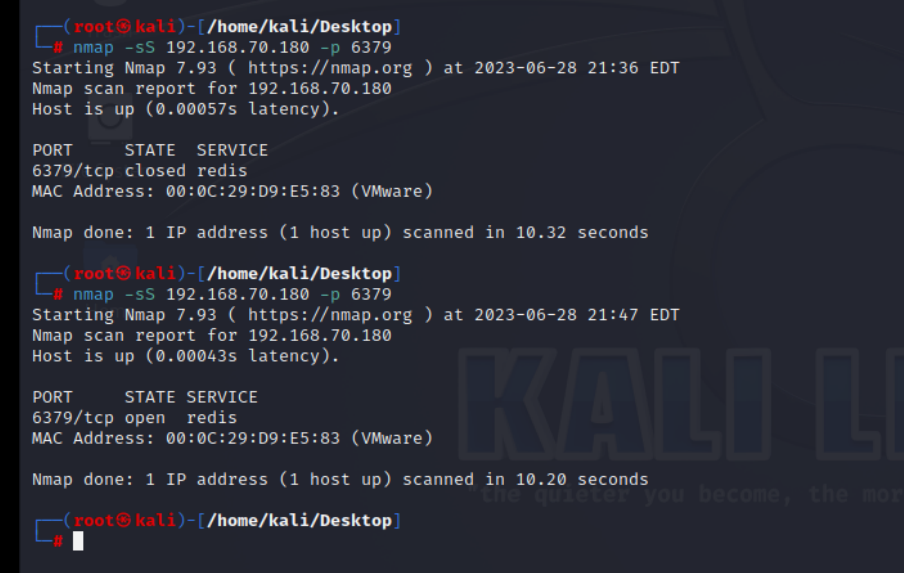 ┌──(root㉿kali)-[/home/kali/Desktop]
└─# nmap -sS 192.168.70.180 -p 6379
Starting Nmap 7.93 ( https://nmap.org ) at 2023-06-28 21:36 EDT
Nmap scan report for 192.168.70.180
Host is up (0.00057s latency).

PORT     STATE  SERVICE
6379/tcp closed redis
MAC Address: 00:0C:29:D9:E5:83 (VMware)

Nmap done: 1 IP address (1 host up) scanned in 10.32 seconds

┌──(root㉿kali)-[/home/kali/Desktop]
└─# nmap -sS 192.168.70.180 -p 6379
Starting Nmap 7.93 ( https://nmap.org ) at 2023-06-28 21:47 EDT
Nmap scan report for 192.168.70.180
Host is up (0.00043s latency).

PORT     STATE SERVICE
6379/tcp open  redis
MAC Address: 00:0C:29:D9:E5:83 (VMware)

Nmap done: 1 IP address (1 host up) scanned in 10.20 seconds

┌──(root㉿kali)-[/home/kali/Desktop]
└─#
KALI LI
"the quieter you become, the mor